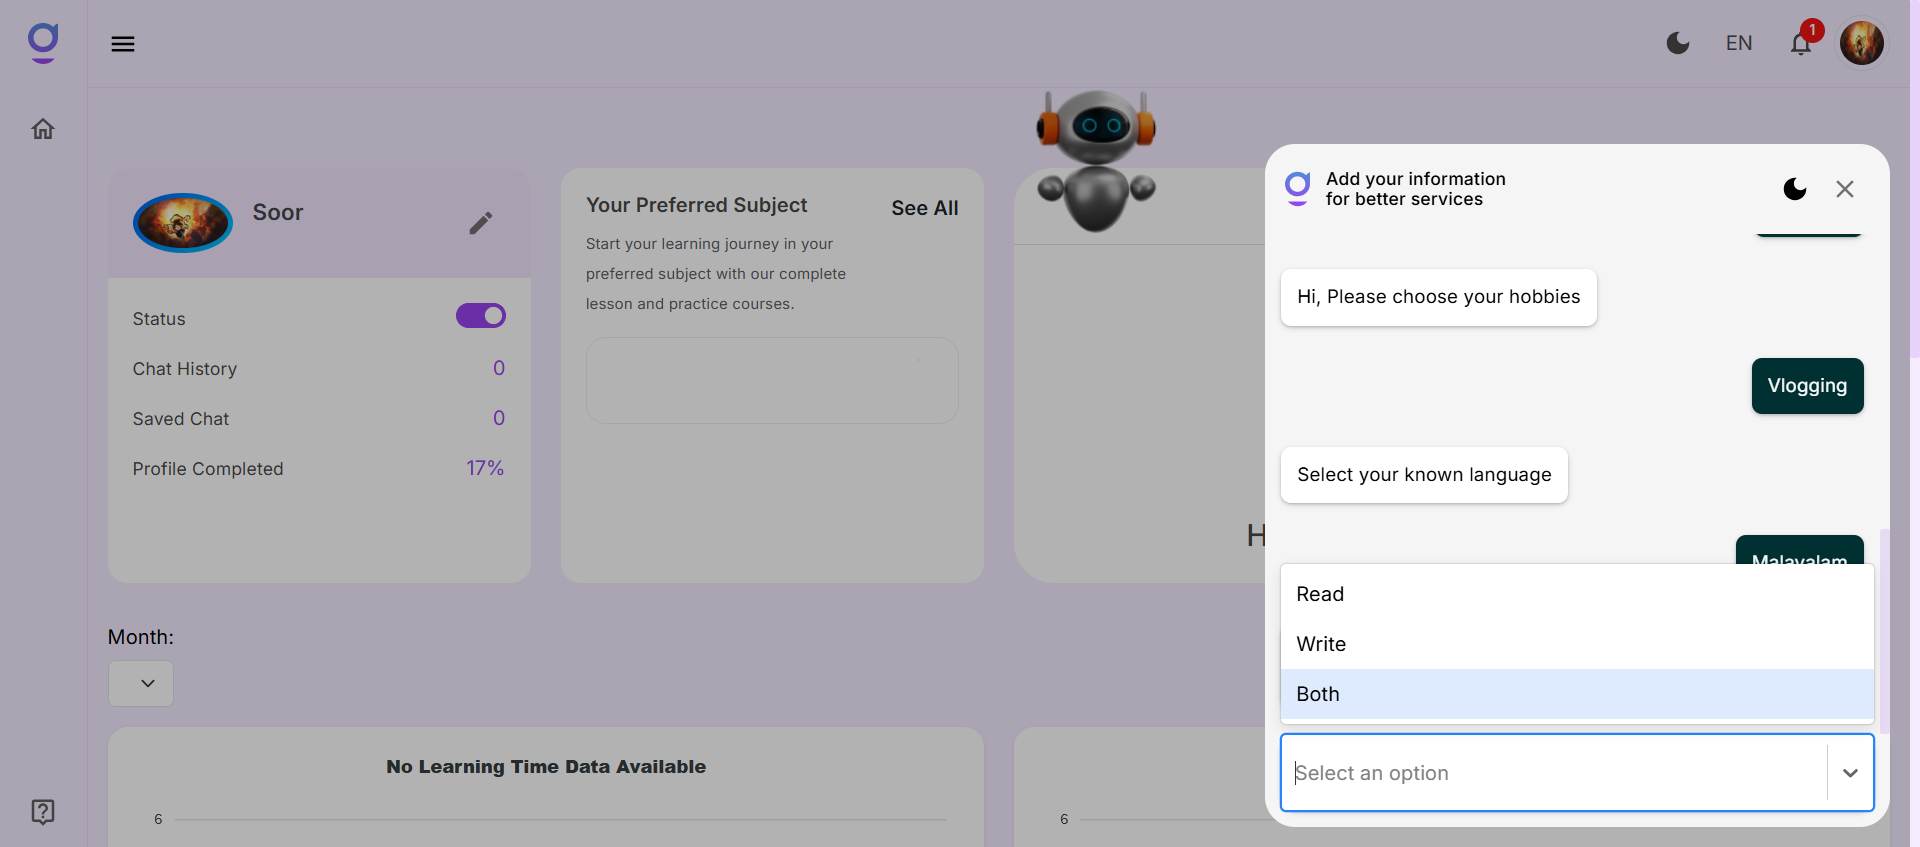 EN
1
Soor
Status
Chat History 0
Saved Chat 0
Profile Completed 17%
Your Preferred Subject
See All
Start your learning journey in your
preferred subject with our complete
lesson and practice courses.
H
Month:
No Learning Time Data Available
6
6
Add your information
for better services
Hi, Please choose your hobbies
Vlogging
Select your known language
Malayalam
Read
Write
Both
Select an option